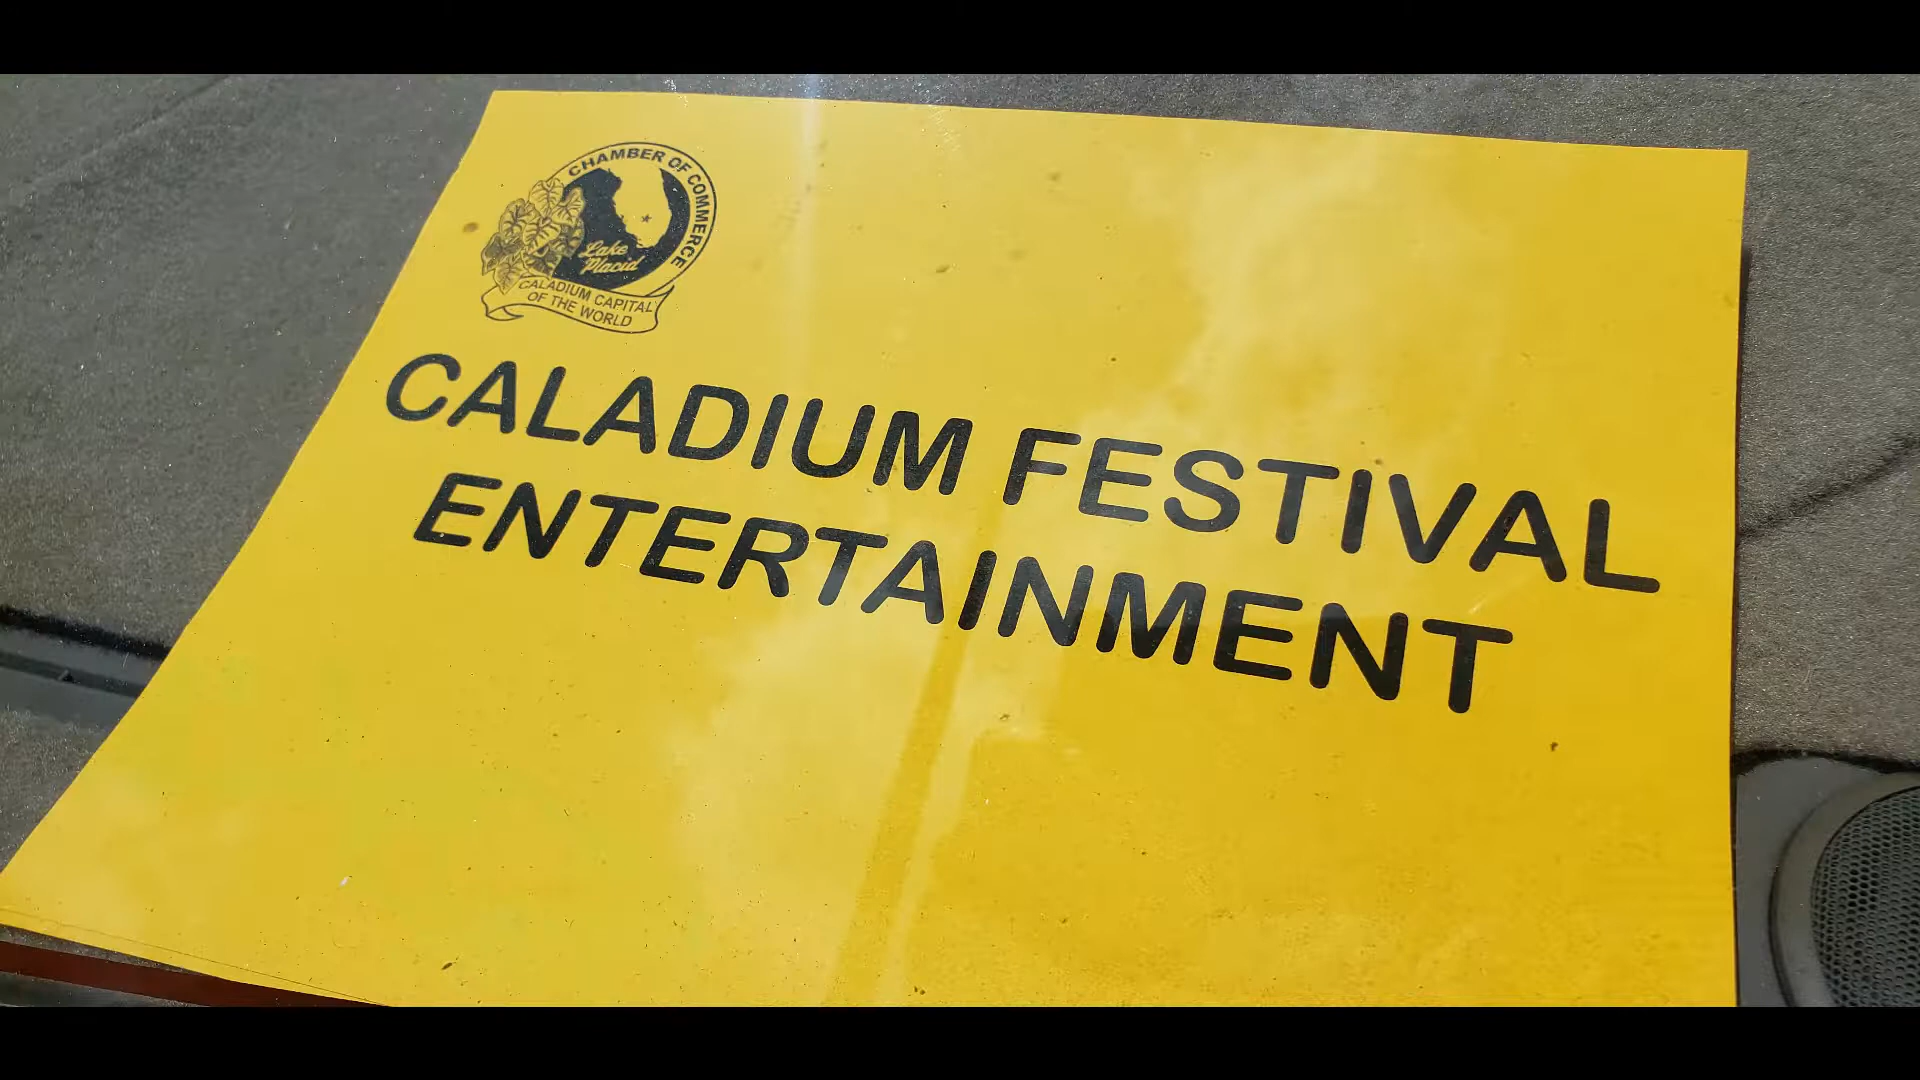 CHAMBER OF COMMERCE
Lake
Placid
CALADIUM CAPITAL
OF THE WORLD
CALADIUM FESTIVAL
ENTERTAINMENT